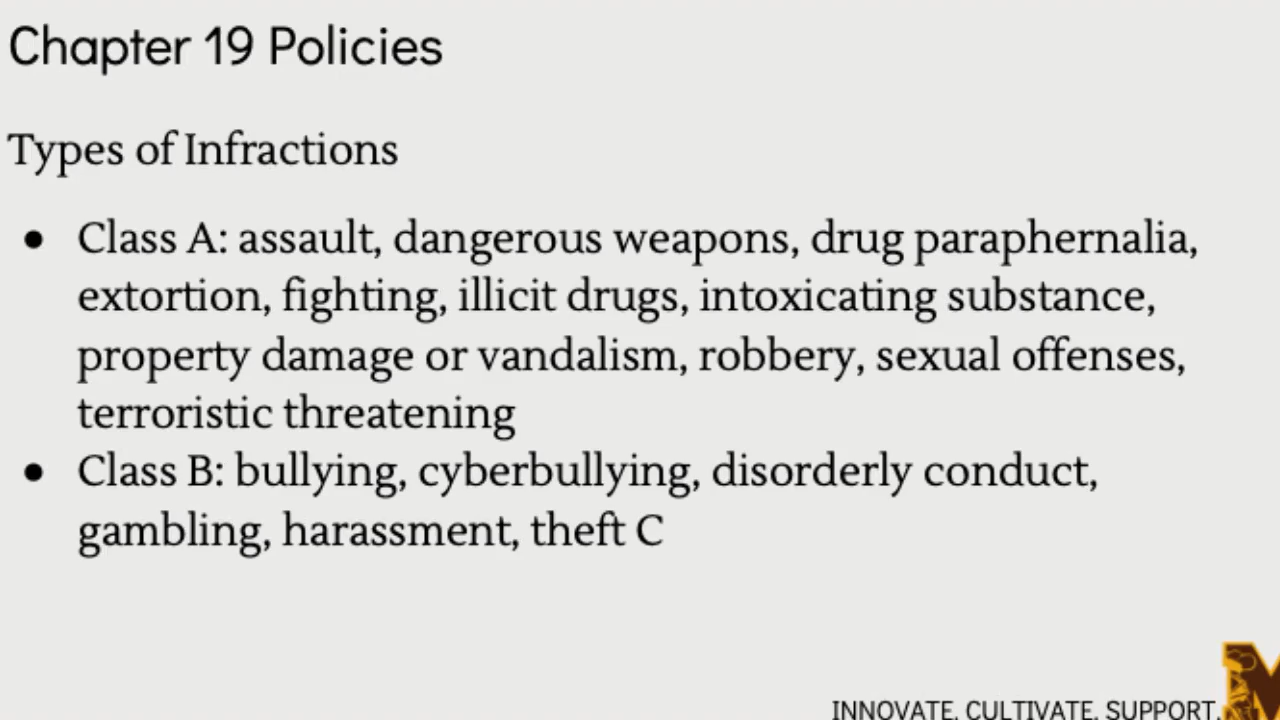 Chapter 19 Policies
Types of Infractions
● Class A: assault, dangerous weapons, drug paraphernalia,
extortion, fighting, illicit drugs, intoxicating substance,
property damage or vandalism, robbery, sexual offenses,
terroristic threatening
● Class B: bullying, cyberbullying, disorderly conduct,
gambling, harassment, theft C
INNOVATE. CULTIVATE. SUPPORT.
M